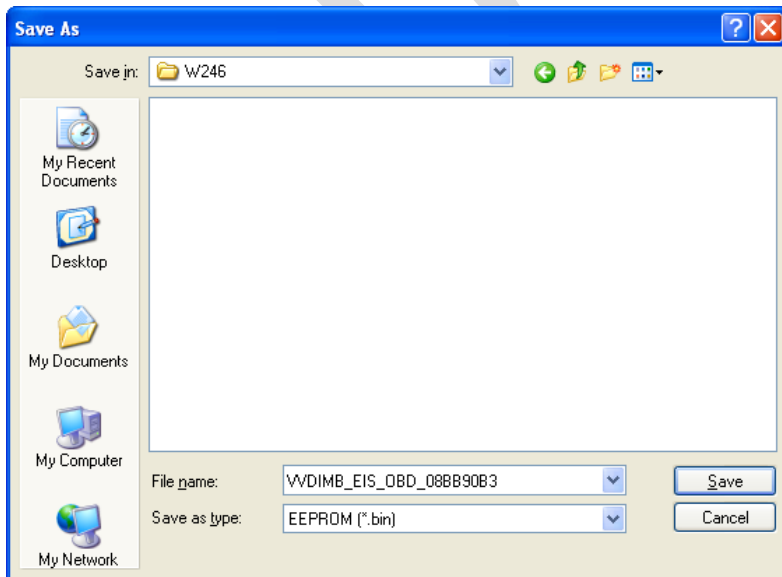 Save As
Save in: W246
My Recent
Documents
Desktop
My Documents
My Computer
My Network
File name: VVDIMB_EIS_OBD_08BB90B3 Save
Save as type: EEPROM (*.bin) Cancel